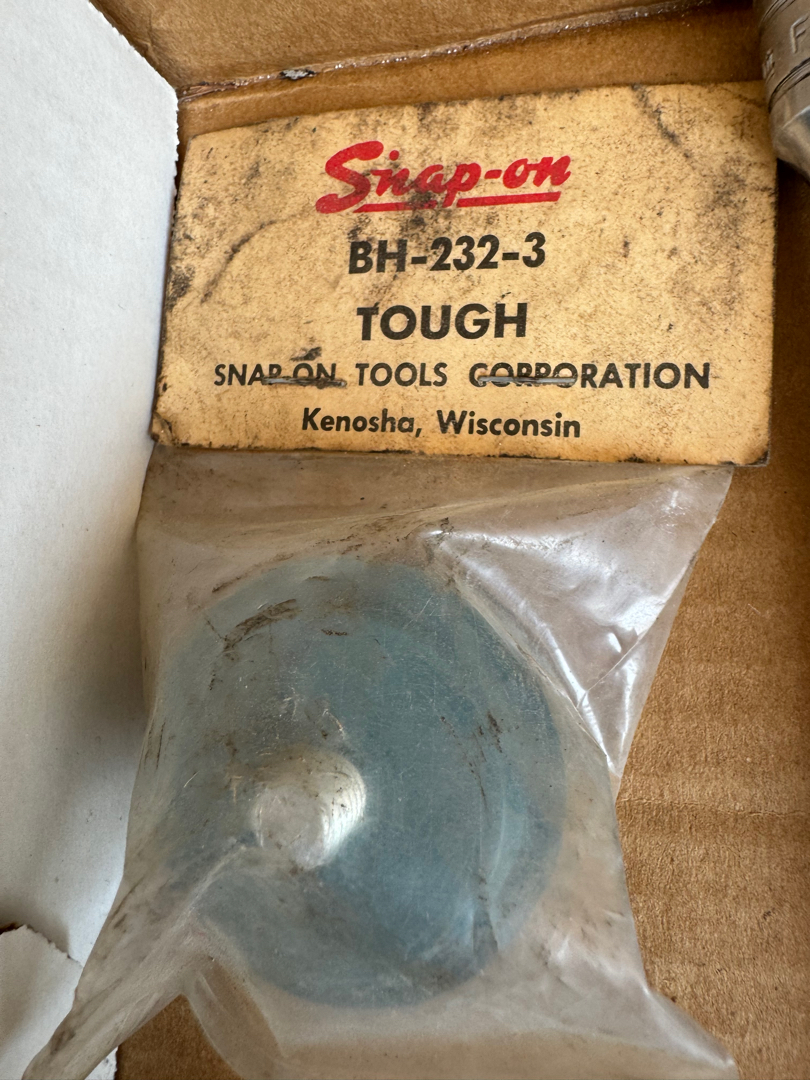 Snap-on
BH-232-3
TOUGH
SNAP-ON TOOLS CORPORATION
Kenosha, Wisconsin
F